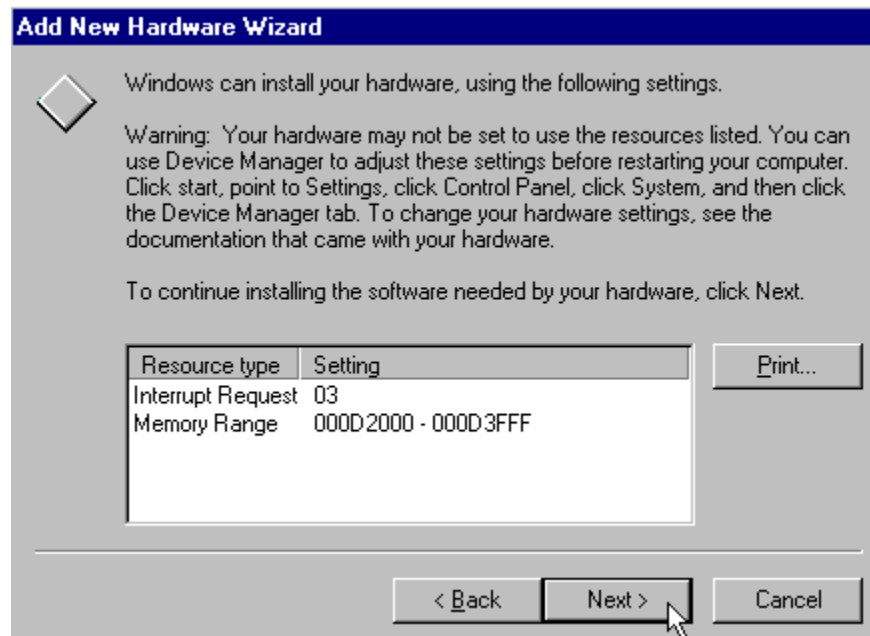 Add New Hardware Wizard
Windows can install your hardware, using the following settings.
Warning:  Your hardware may not be set to use the resources listed. You can
use Device Manager to adjust these settings before restarting your computer.
Click start, point to Settings, click Control Panel, click System, and then click
the Device Manager tab. To change your hardware settings, see the
documentation that came with your hardware.
To continue installing the software needed by your hardware, click Next.
Resource type Setting
Interrupt Request 03
Memory Range 000D2000 - 000D3FFF
Print...
< Back Next > Cancel